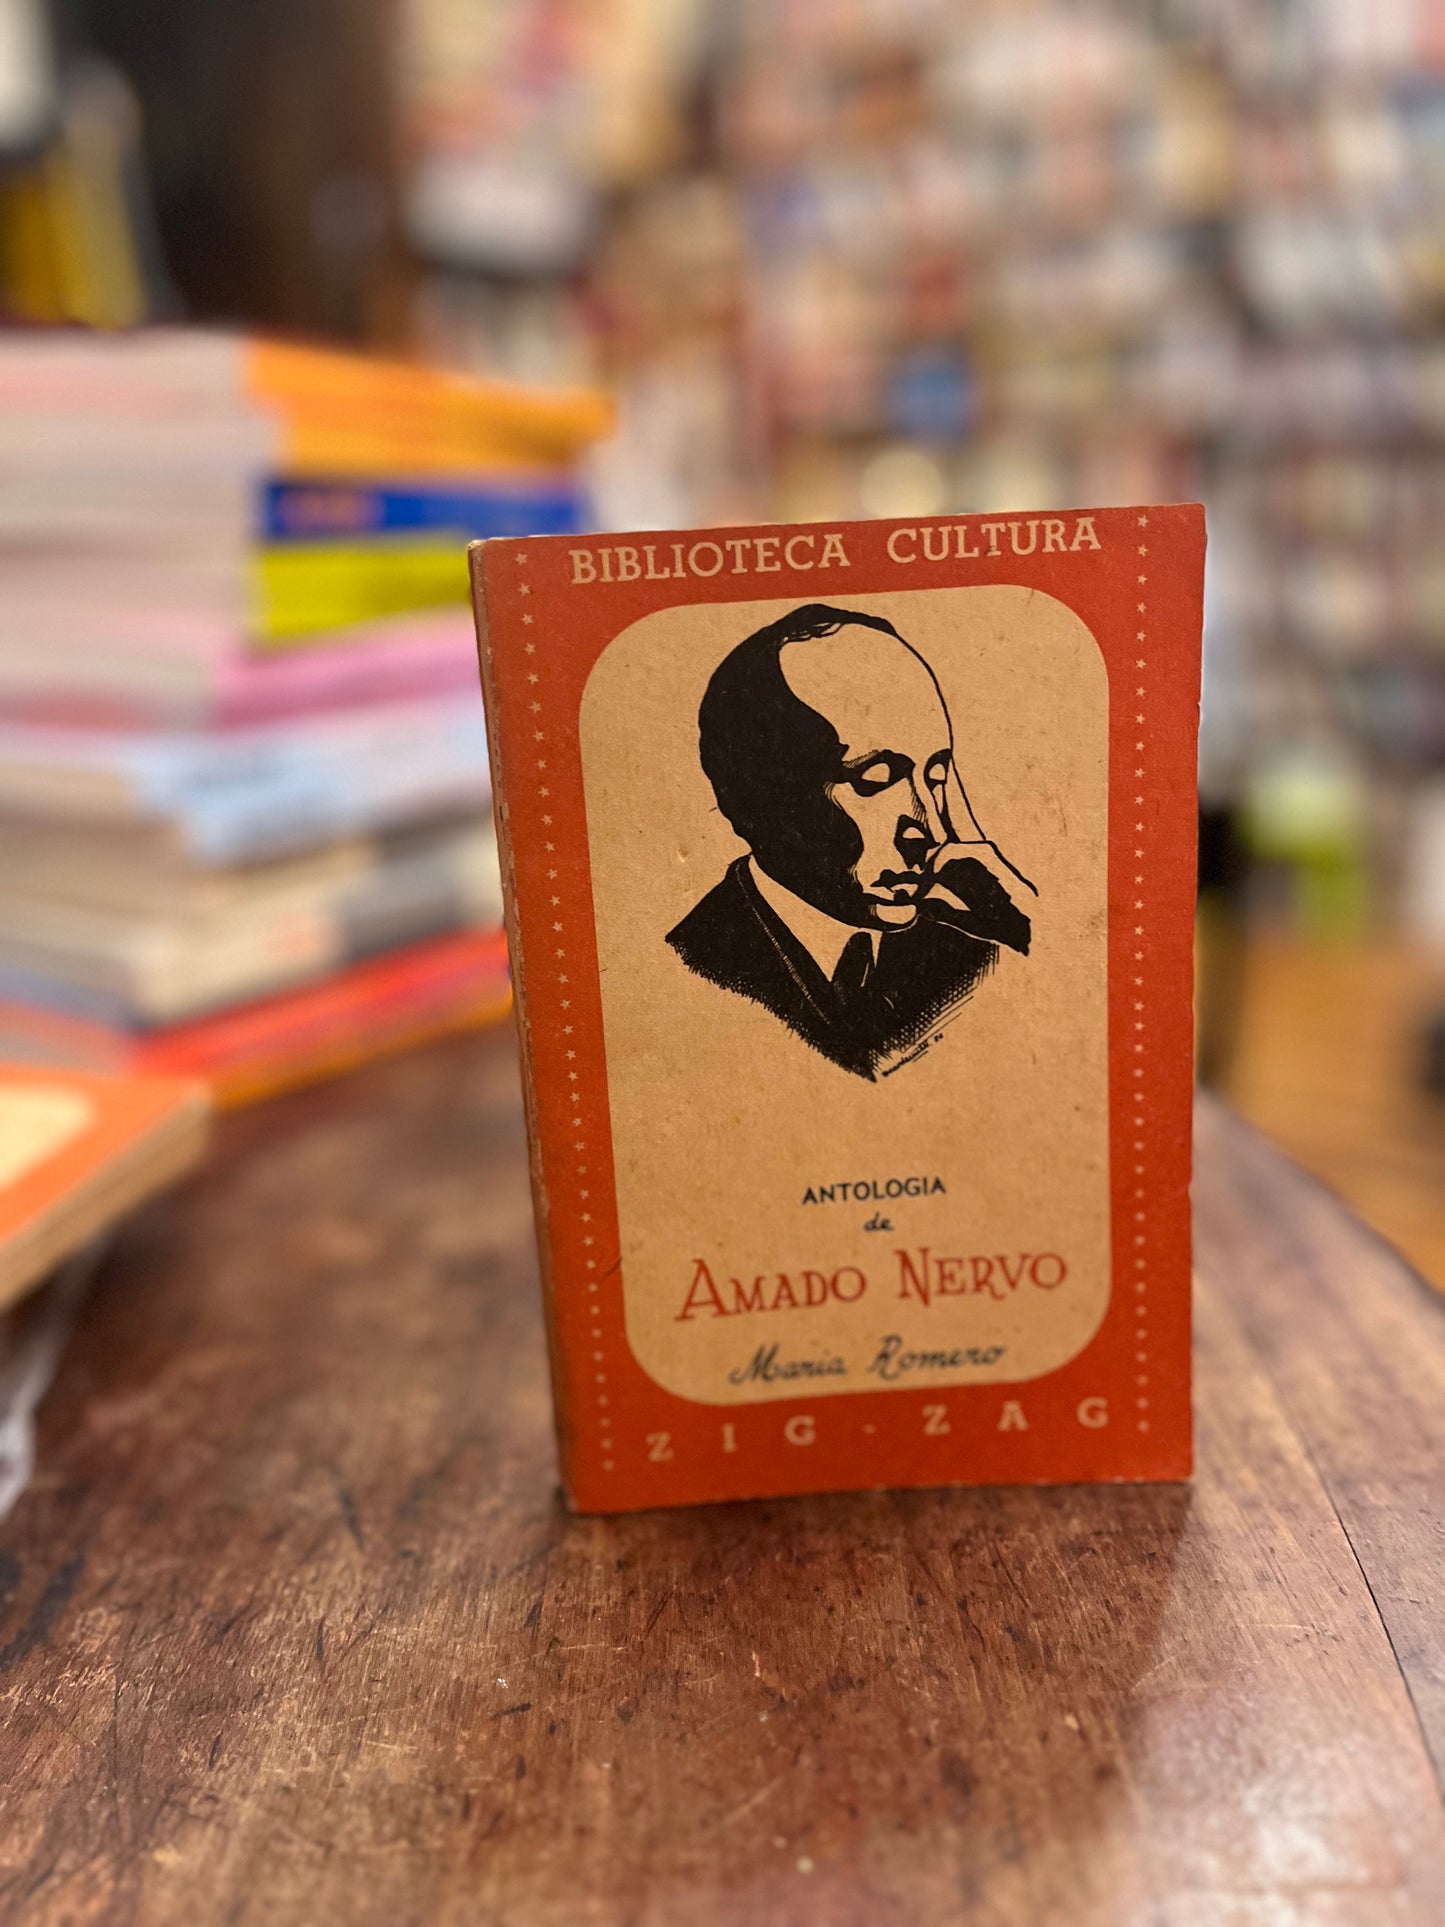 BIBLIOTECA CULTURA
ANTOLOGIA
de
AMADO NERVO
Maria Romero
ZIG-ZAG